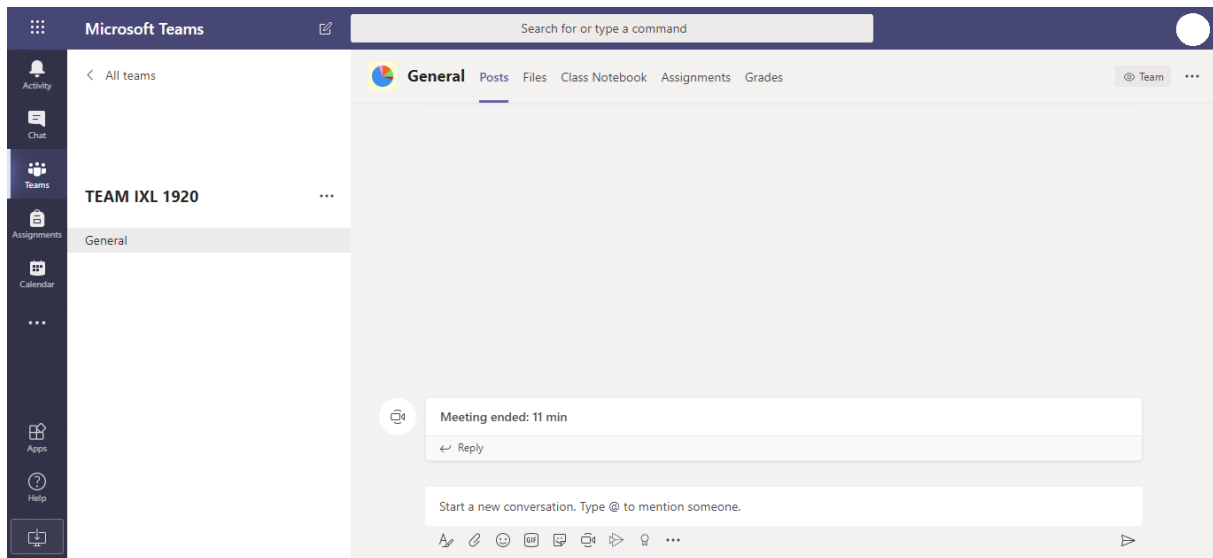 Microsoft Teams
Search for or type a command
Activity
Chat
Teams
Assignments
Calendar
Apps
Help
All teams
TEAM IXL 1920
General
General Posts Files Class Notebook Assignments Grades
Team
Meeting ended: 11 min
Reply
Start a new conversation. Type @ to mention someone.
GIF